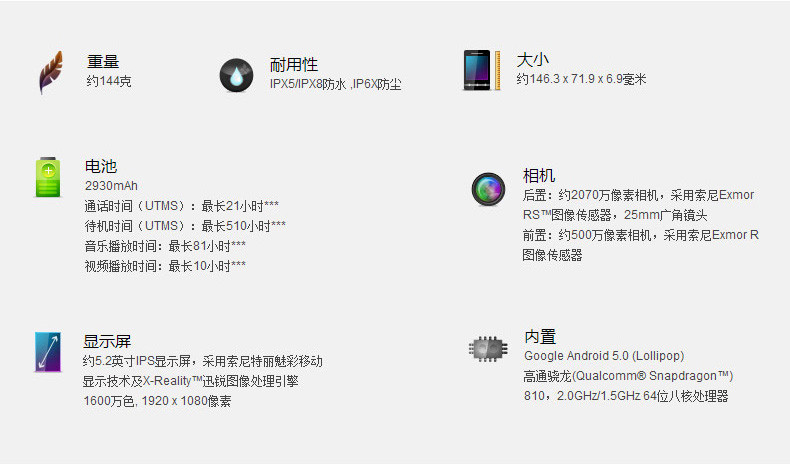 重量
约144克
耐用性
IPX5/IPX8防水 ,IP6X防尘
大小
约146.3 x 71.9 x 6.9毫米
电池
2930mAh
通话时间（UTMS）：最长21小时***
待机时间（UTMS）：最长510小时***
音乐播放时间：最长81小时***
视频播放时间：最长10小时***
相机
后置：约2070万像素相机，采用索尼Exmor
RS™图像传感器，25mm广角镜头
前置：约500万像素相机，采用索尼Exmor R
图像传感器
显示屏
约5.2英寸IPS显示屏，采用索尼特丽魅彩移动
显示技术及X-Reality™迅锐图像处理引擎
1600万色, 1920 x 1080像素
内置
Google Android 5.0 (Lollipop)
高通骁龙(Qualcomm® Snapdragon™)
810，2.0GHz/1.5GHz 64位八核处理器